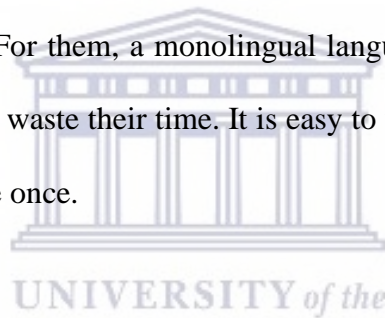 For them, a monolingual langu
waste their time. It is easy to
once.
UNIVERSITY of the